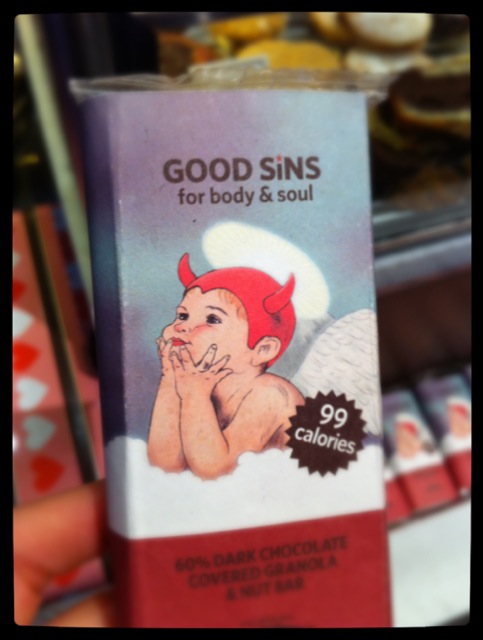 GOOD SiNS
for body & soul
99
calories
60% DARK CHOCOLATE
COVERED GRANOLA
& NUT BAR